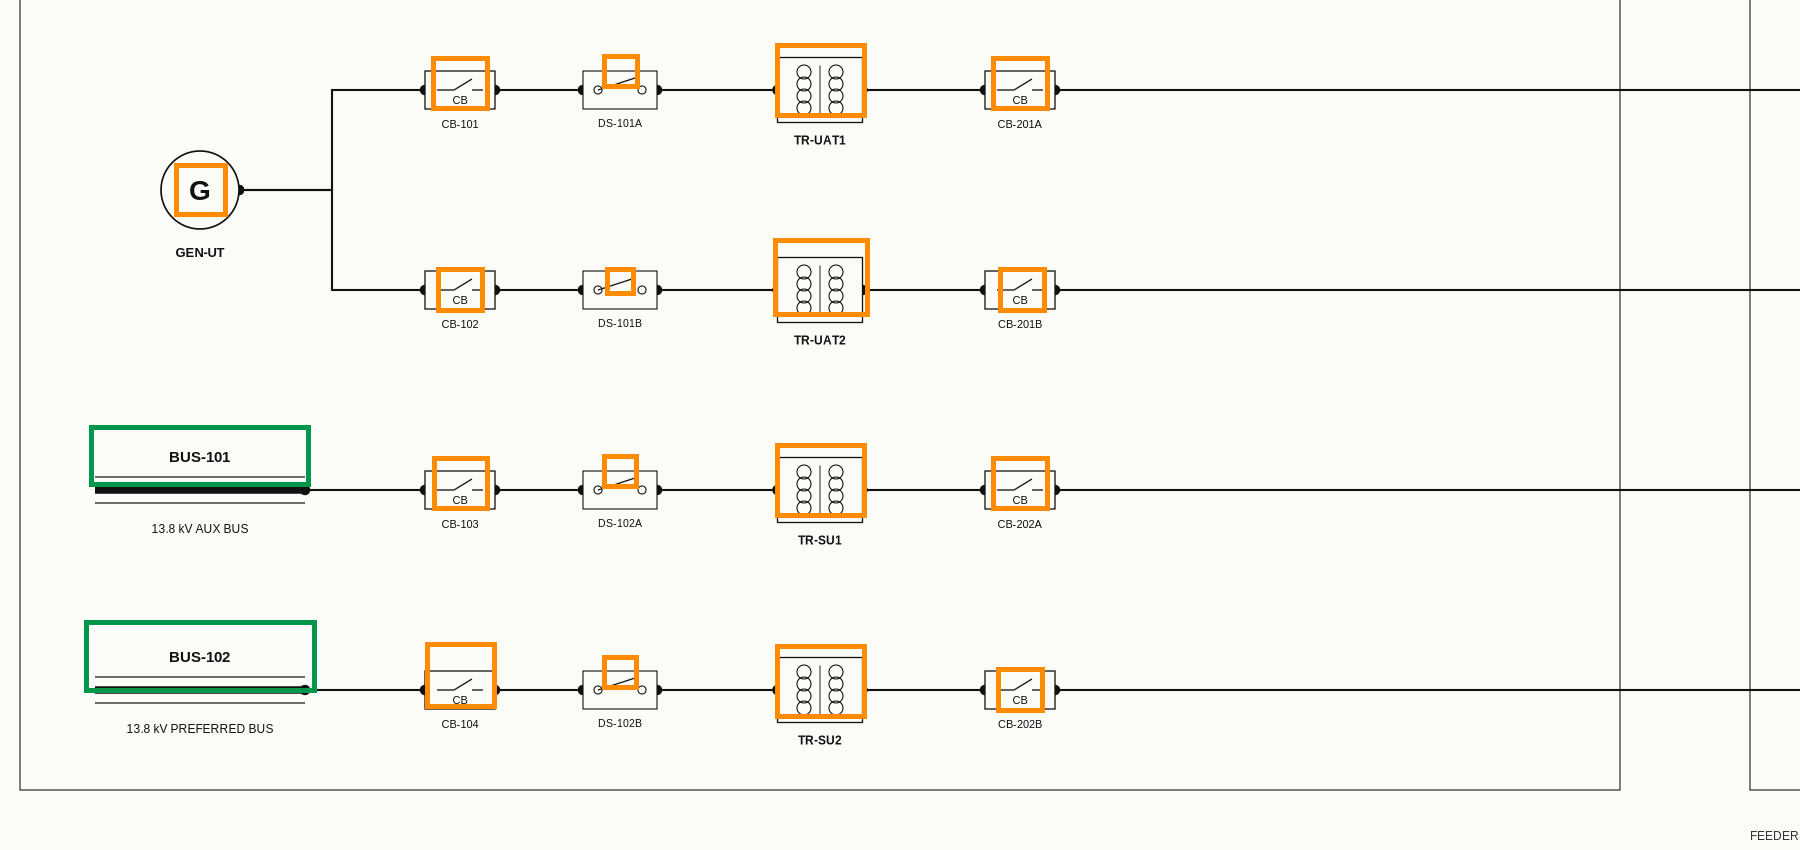 CB
CB-101
DS-101A
TR-UAT1
CB
CB-201A
G
GEN-UT
CB
CB-102
DS-101B
TR-UAT2
CB
CB-201B
BUS-101
13.8 kV AUX BUS
CB
CB-103
DS-102A
TR-SU1
CB
CB-202A
BUS-102
13.8 kV PREFERRED BUS
CB
CB-104
DS-102B
TR-SU2
CB
CB-202B
FEEDER